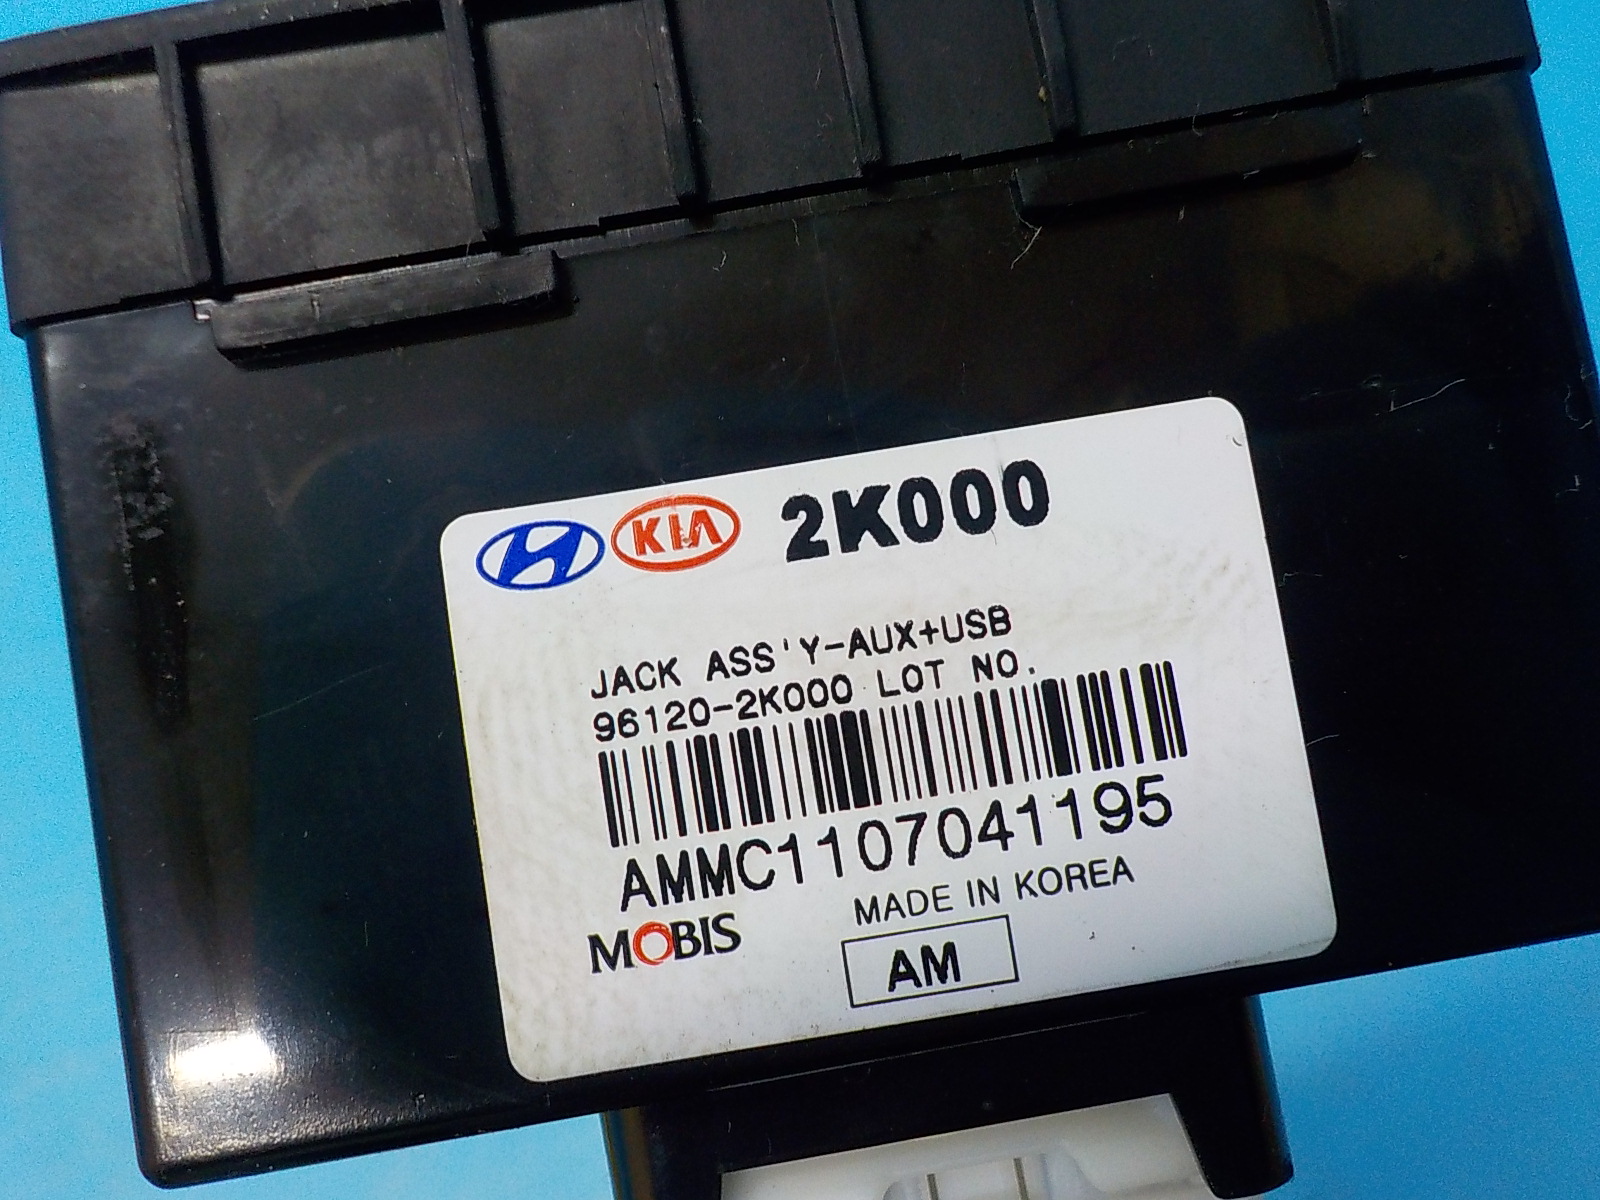 KIA 2K000
JACK ASS'Y-AUX+USB
96120-2K000 LOT NO.
AMMC1107041195
MADE IN KOREA
MOBIS
AM